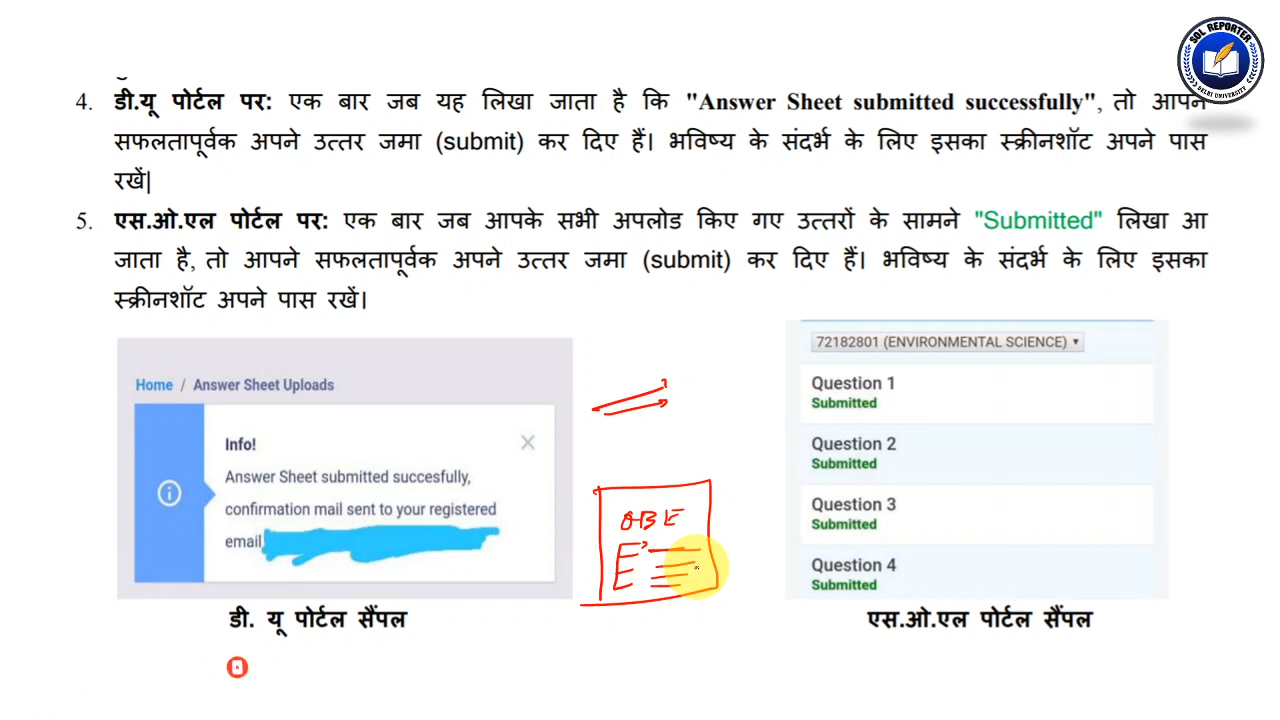 SOL REPORTER
DELHI UNIVERSITY
4. डी.यू पोर्टल पर: एक बार जब यह लिखा जाता है कि "Answer Sheet submitted successfully", तो आपने
सफलतापूर्वक अपने उत्तर जमा (submit) कर दिए हैं। भविष्य के संदर्भ के लिए इसका स्क्रीनशॉट अपने पास
रखें|
5. एस.ओ.एल पोर्टल पर: एक बार जब आपके सभी अपलोड किए गए उत्तरों के सामने "Submitted" लिखा आ
जाता है, तो आपने सफलतापूर्वक अपने उत्तर जमा (submit) कर दिए हैं। भविष्य के संदर्भ के लिए इसका
स्क्रीनशॉट अपने पास रखें।
Home / Answer Sheet Uploads
Info!
Answer Sheet submitted succesfully,
confirmation mail sent to your registered
email
डी. यू पोर्टल सैंपल
OBE
72182801 (ENVIRONMENTAL SCIENCE)
Question 1
Submitted
Question 2
Submitted
Question 3
Submitted
Question 4
Submitted
एस.ओ.एल पोर्टल सैंपल